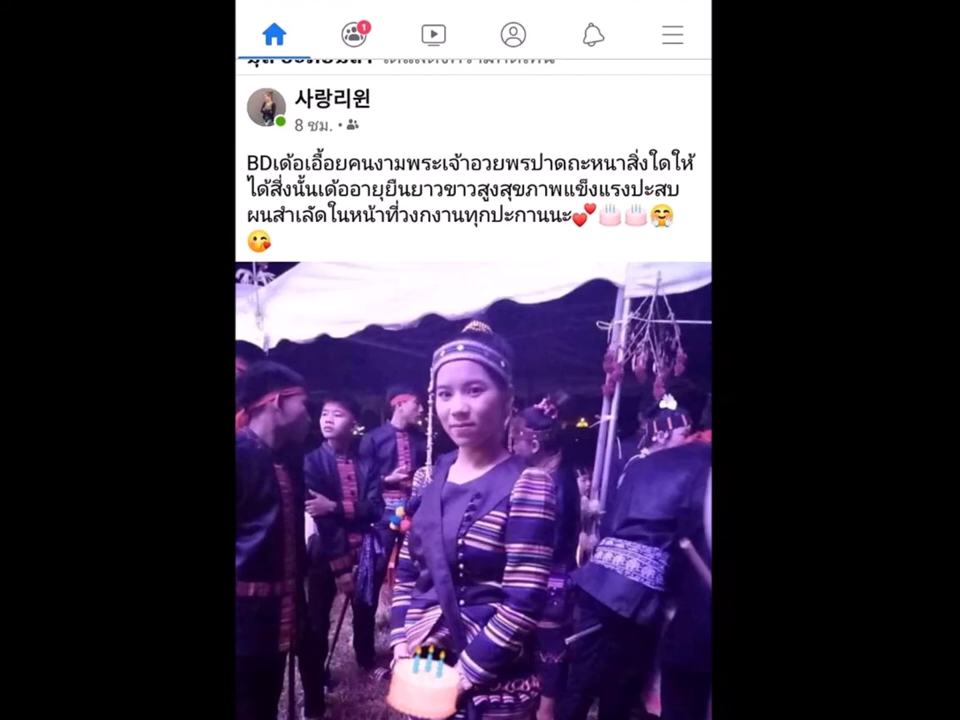 1
사랑리윈
8 ชม. •
BDเด้อเอื้อยคนงามพระเจ้าอวยพรปาดถะหนาสิ่งใดให้
ได้สิ่งนั้นเด้ออายุยืนยาวขาวสูงสุขภาพแข็งแรงปะสบ
ผนสำเลัดในหน้าที่วงกงานทุกปะกานนะ💕🎂🎂🤗
😘